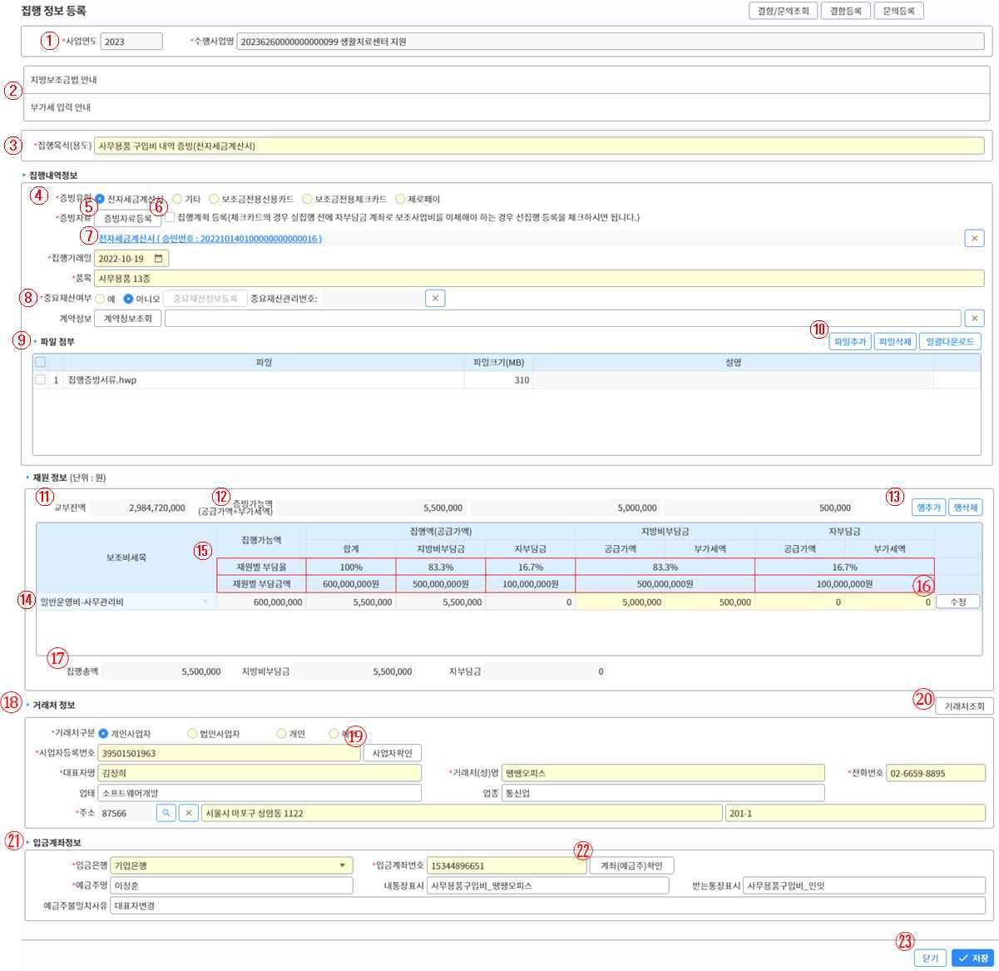 집행 정보 등록
결함/문의조회 결함등록 문의등록
① *사업연도 2023 *수행사업명 20236260000000000099 생활치료센터 지원
②
지방보조금법 안내
부가세 입력 안내
③ *집행목적(용도) 사무용품 구입비 내역 증빙(전자세금계산서)
집행내역정보
④ *증빙유형 전자세금계산서 기타 보조금전용신용카드 보조금전용체크카드 제로페이
⑤ ⑥
*증빙자료 증빙자료등록 집행계획 등록(체크카드의 경우 실집행 전에 자부담금 계좌로 보조사업비를 이체해야 하는 경우 선집행 등록을 체크하시면 됩니다.)
⑦ 전자세금계산서 ( 승인번호 : 202210140100000000000016 ) ×
*집행거래일 2022-10-19
*품목 사무용품 13종
⑧ *중요재산여부 예 아니오 중요재산정보등록 중요재산관리번호: ×
계약정보 계약정보조회 ×
⑨ 파일 첨부 ⑩ 파일추가 파일삭제 일괄다운로드
파일 파일크기(MB) 설명
1 집행증빙서류.hwp 310
재원 정보 (단위 : 원)
⑪ 교부잔액 2,984,720,000 ⑫ 증빙가능액 (공급가액+부가세액) 5,500,000 5,000,000 500,000 ⑬ 행추가 행삭제
보조비세목 집행가능액 집행액(공급가액) 지방비부담금 자부담금
합계 지방비부담금 자부담금 공급가액 부가세액 공급가액 부가세액
⑮ 재원별 부담율 100% 83.3% 16.7% 83.3% 16.7%
재원별 부담금액 600,000,000원 500,000,000원 100,000,000원 500,000,000원 100,000,000원 ⑯
⑭ 일반운영비-사무관리비 600,000,000 5,500,000 5,500,000 0 5,000,000 500,000 0 0 수정
⑰ 집행총액 5,500,000 지방비부담금 5,500,000 자부담금 0
⑱ 거래처 정보 ⑳ 거래처조회
*거래처구분 개인사업자 법인사업자 개인 ⑲
*사업자등록번호 39501501963 사업자확인
*대표자명 김정희 *거래처(성)명 땡땡오피스 *전화번호 02-6659-8895
업태 소프트웨어개발 업종 통신업
*주소 87566 × 서울시 마포구 상암동 1122 201-1
㉑ 입금계좌정보
*입금은행 기업은행 *입금계좌번호 15344896651 ㉒ 계좌(예금주)확인
*예금주명 이정훈 내통장표시 사무용품구입비_땡땡오피스 받는통장표시 사무용품구입비_인잇
예금주불일치사유 대표자변경
㉓ 닫기 저장